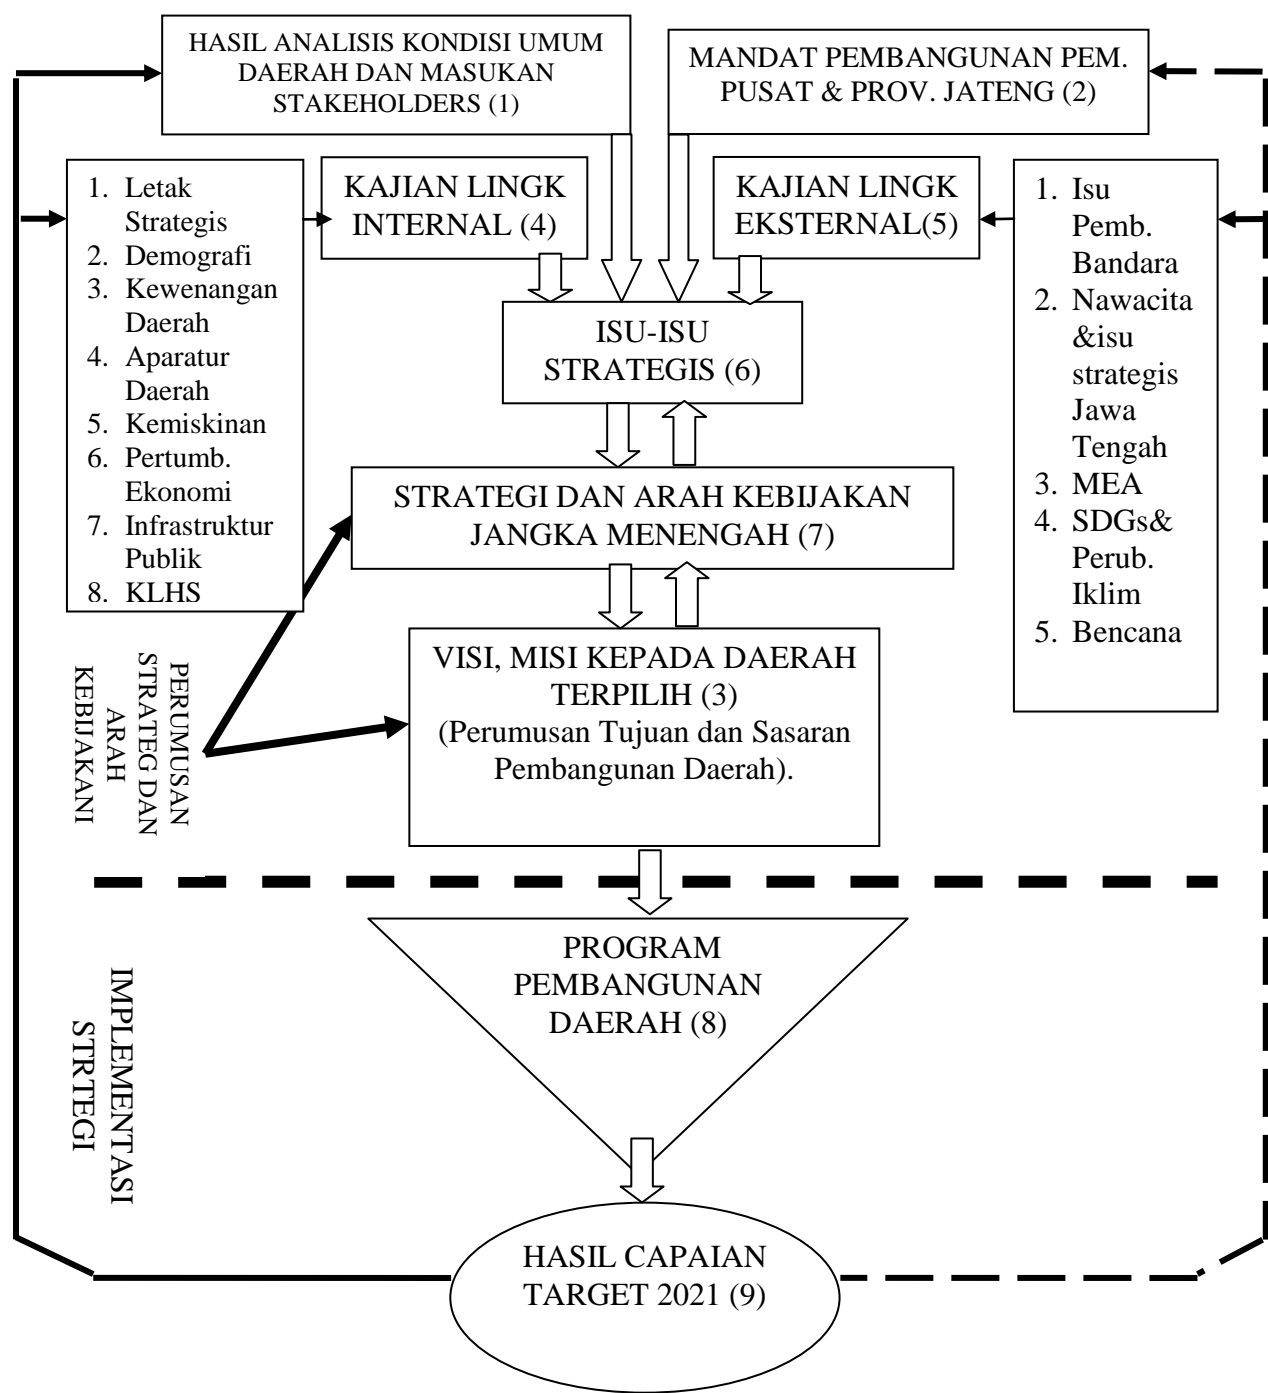 HASIL ANALISIS KONDISI UMUM
DAERAH DAN MASUKAN
STAKEHOLDERS (1)
MANDAT PEMBANGUNAN PEM.
PUSAT & PROV. JATENG (2)
1. Letak
Strategis
2. Demografi
3. Kewenangan
Daerah
4. Aparatur
Daerah
5. Kemiskinan
6. Pertumb.
Ekonomi
7. Infrastruktur
Publik
8. KLHS
KAJIAN LINGK
INTERNAL (4)
KAJIAN LINGK
EKSTERNAL(5)
1. Isu
Pemb.
Bandara
2. Nawacita
&isu
strategis
Jawa
Tengah
3. MEA
4. SDGs&
Perub.
Iklim
5. Bencana
ISU-ISU
STRATEGIS (6)
STRATEGI DAN ARAH KEBIJAKAN
JANGKA MENENGAH (7)
VISI, MISI KEPADA DAERAH
TERPILIH (3)
(Perumusan Tujuan dan Sasaran
Pembangunan Daerah).
PERUMUSAN
STRATEG DAN
ARAH
KEBIJAKANI
PROGRAM
PEMBANGUNAN
DAERAH (8)
IMPLEMENTASI
STRTEGI
HASIL CAPAIAN
TARGET 2021 (9)